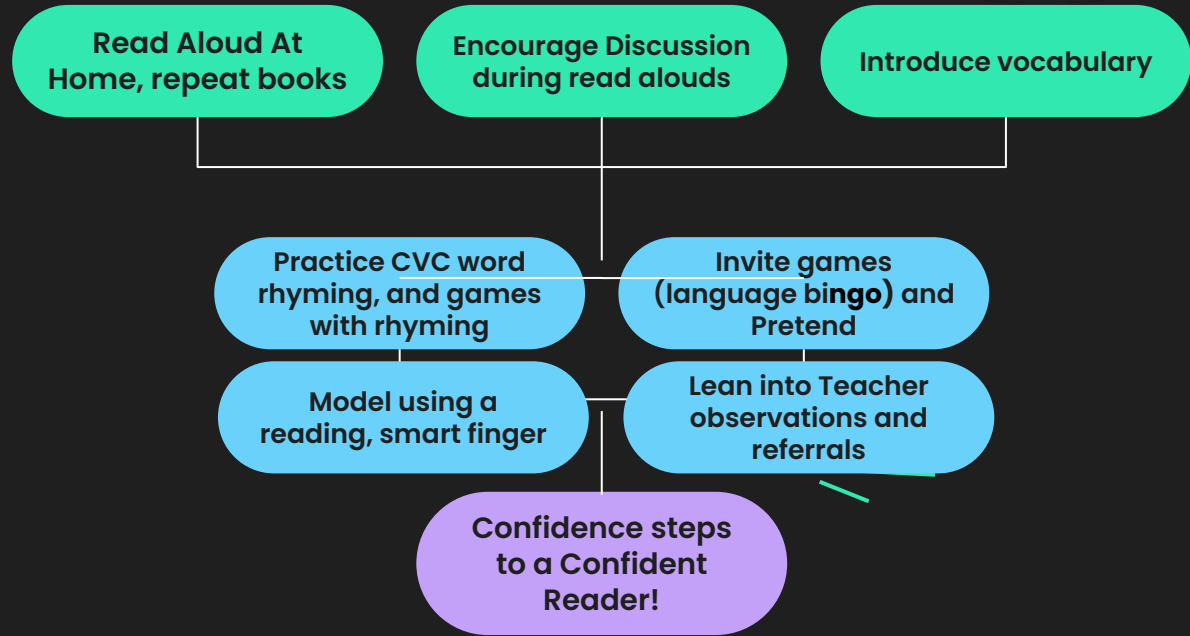 Read Aloud At
Home, repeat books
Encourage Discussion
during read alouds
Introduce vocabulary
Practice CVC word
rhyming, and games
with rhyming
Invite games
(language bingo) and
Pretend
Model using a
reading, smart finger
Lean into Teacher
observations and
referrals
Confidence steps
to a Confident
Reader!